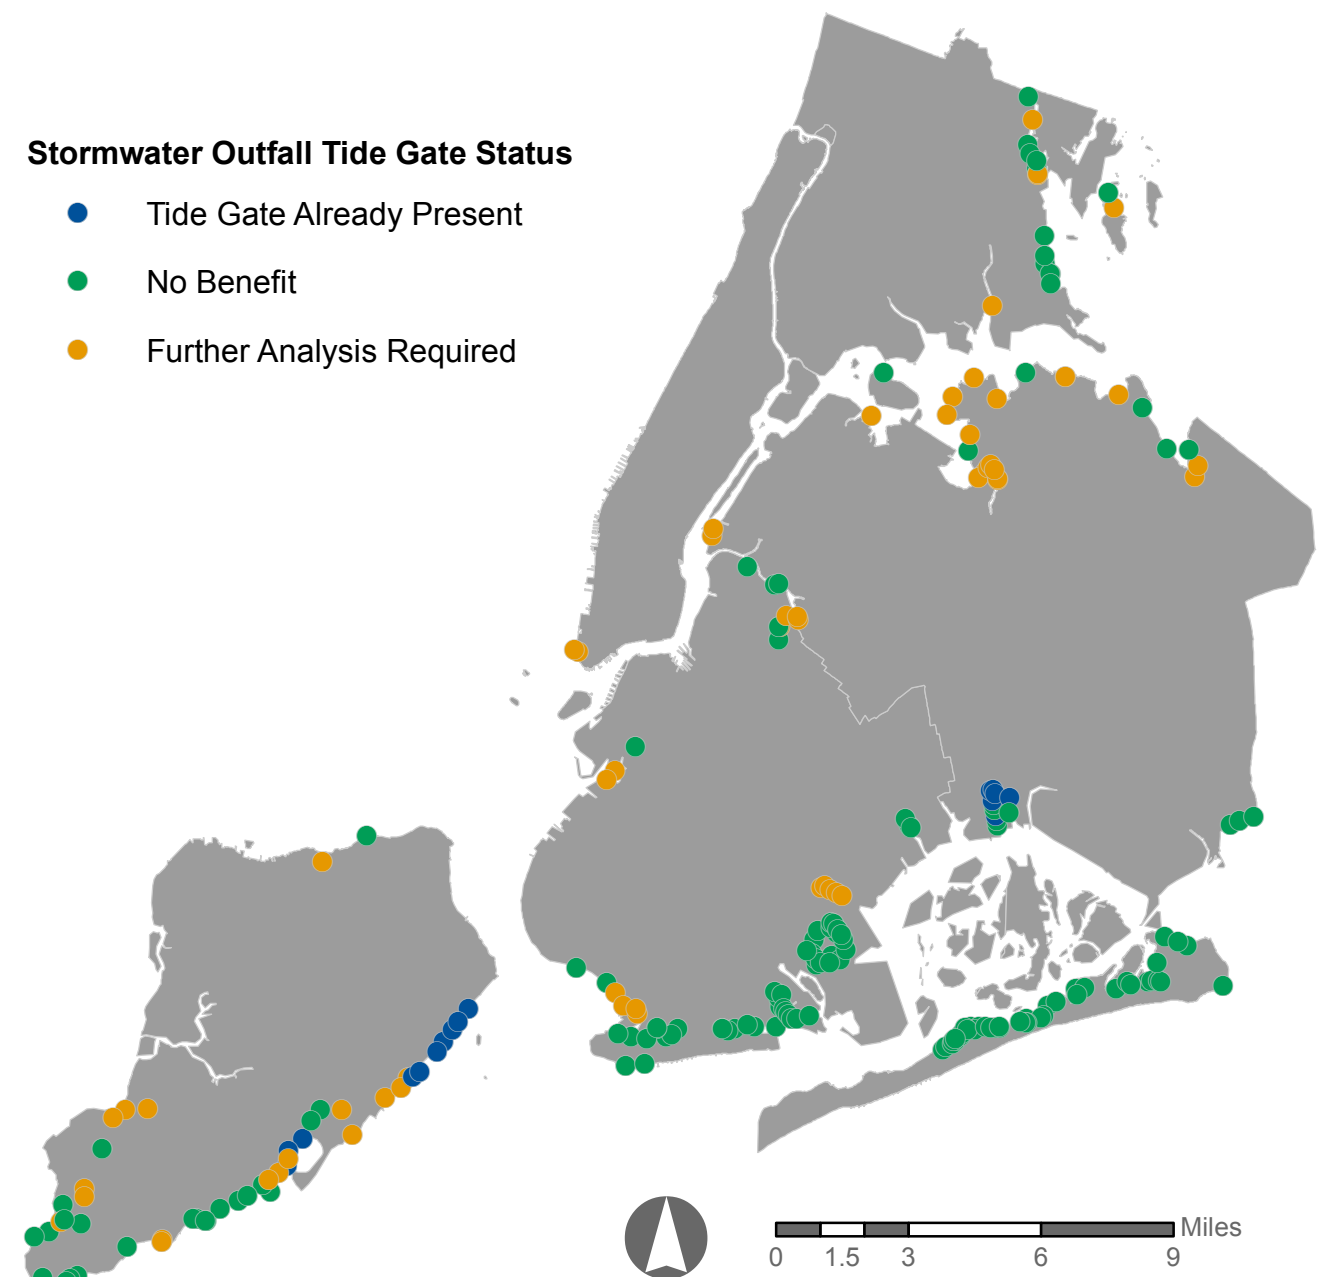 Stormwater Outfall Tide Gate Status
Tide Gate Already Present
No Benefit
Further Analysis Required
Miles
0 1.5 3 6 9